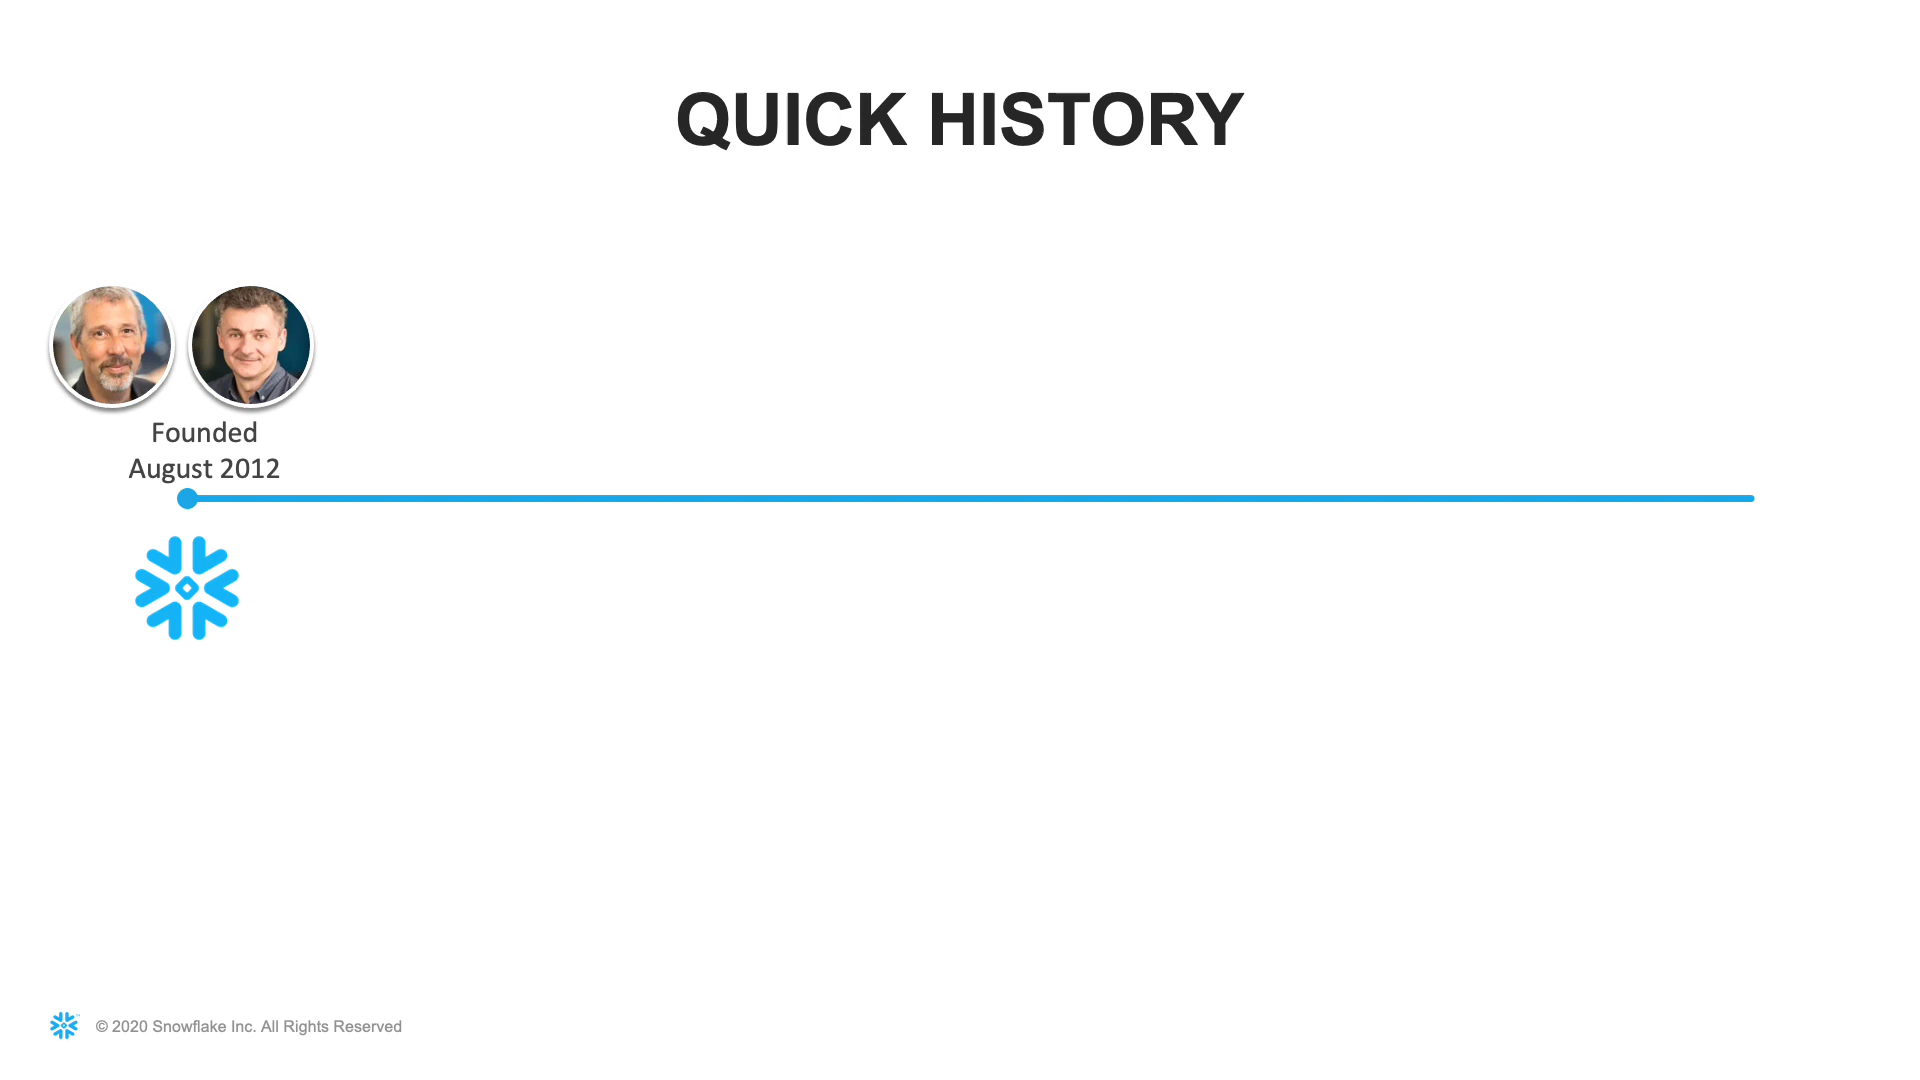 QUICK HISTORY
Founded
August 2012
© 2020 Snowflake Inc. All Rights Reserved